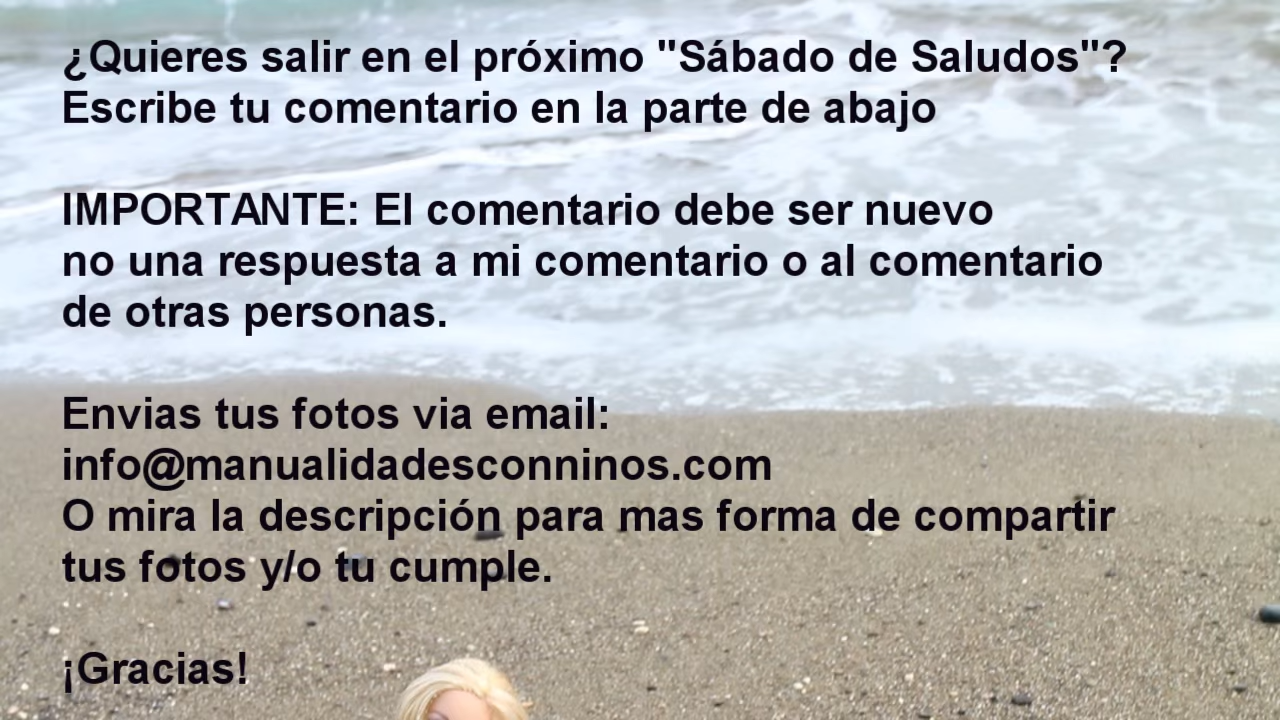 ¿Quieres salir en el próximo "Sábado de Saludos"?
Escribe tu comentario en la parte de abajo
IMPORTANTE: El comentario debe ser nuevo
no una respuesta a mi comentario o al comentario
de otras personas.
Envias tus fotos via email:
info@manualidadesconninos.com
O mira la descripción para mas forma de compartir
tus fotos y/o tu cumple.
¡Gracias!